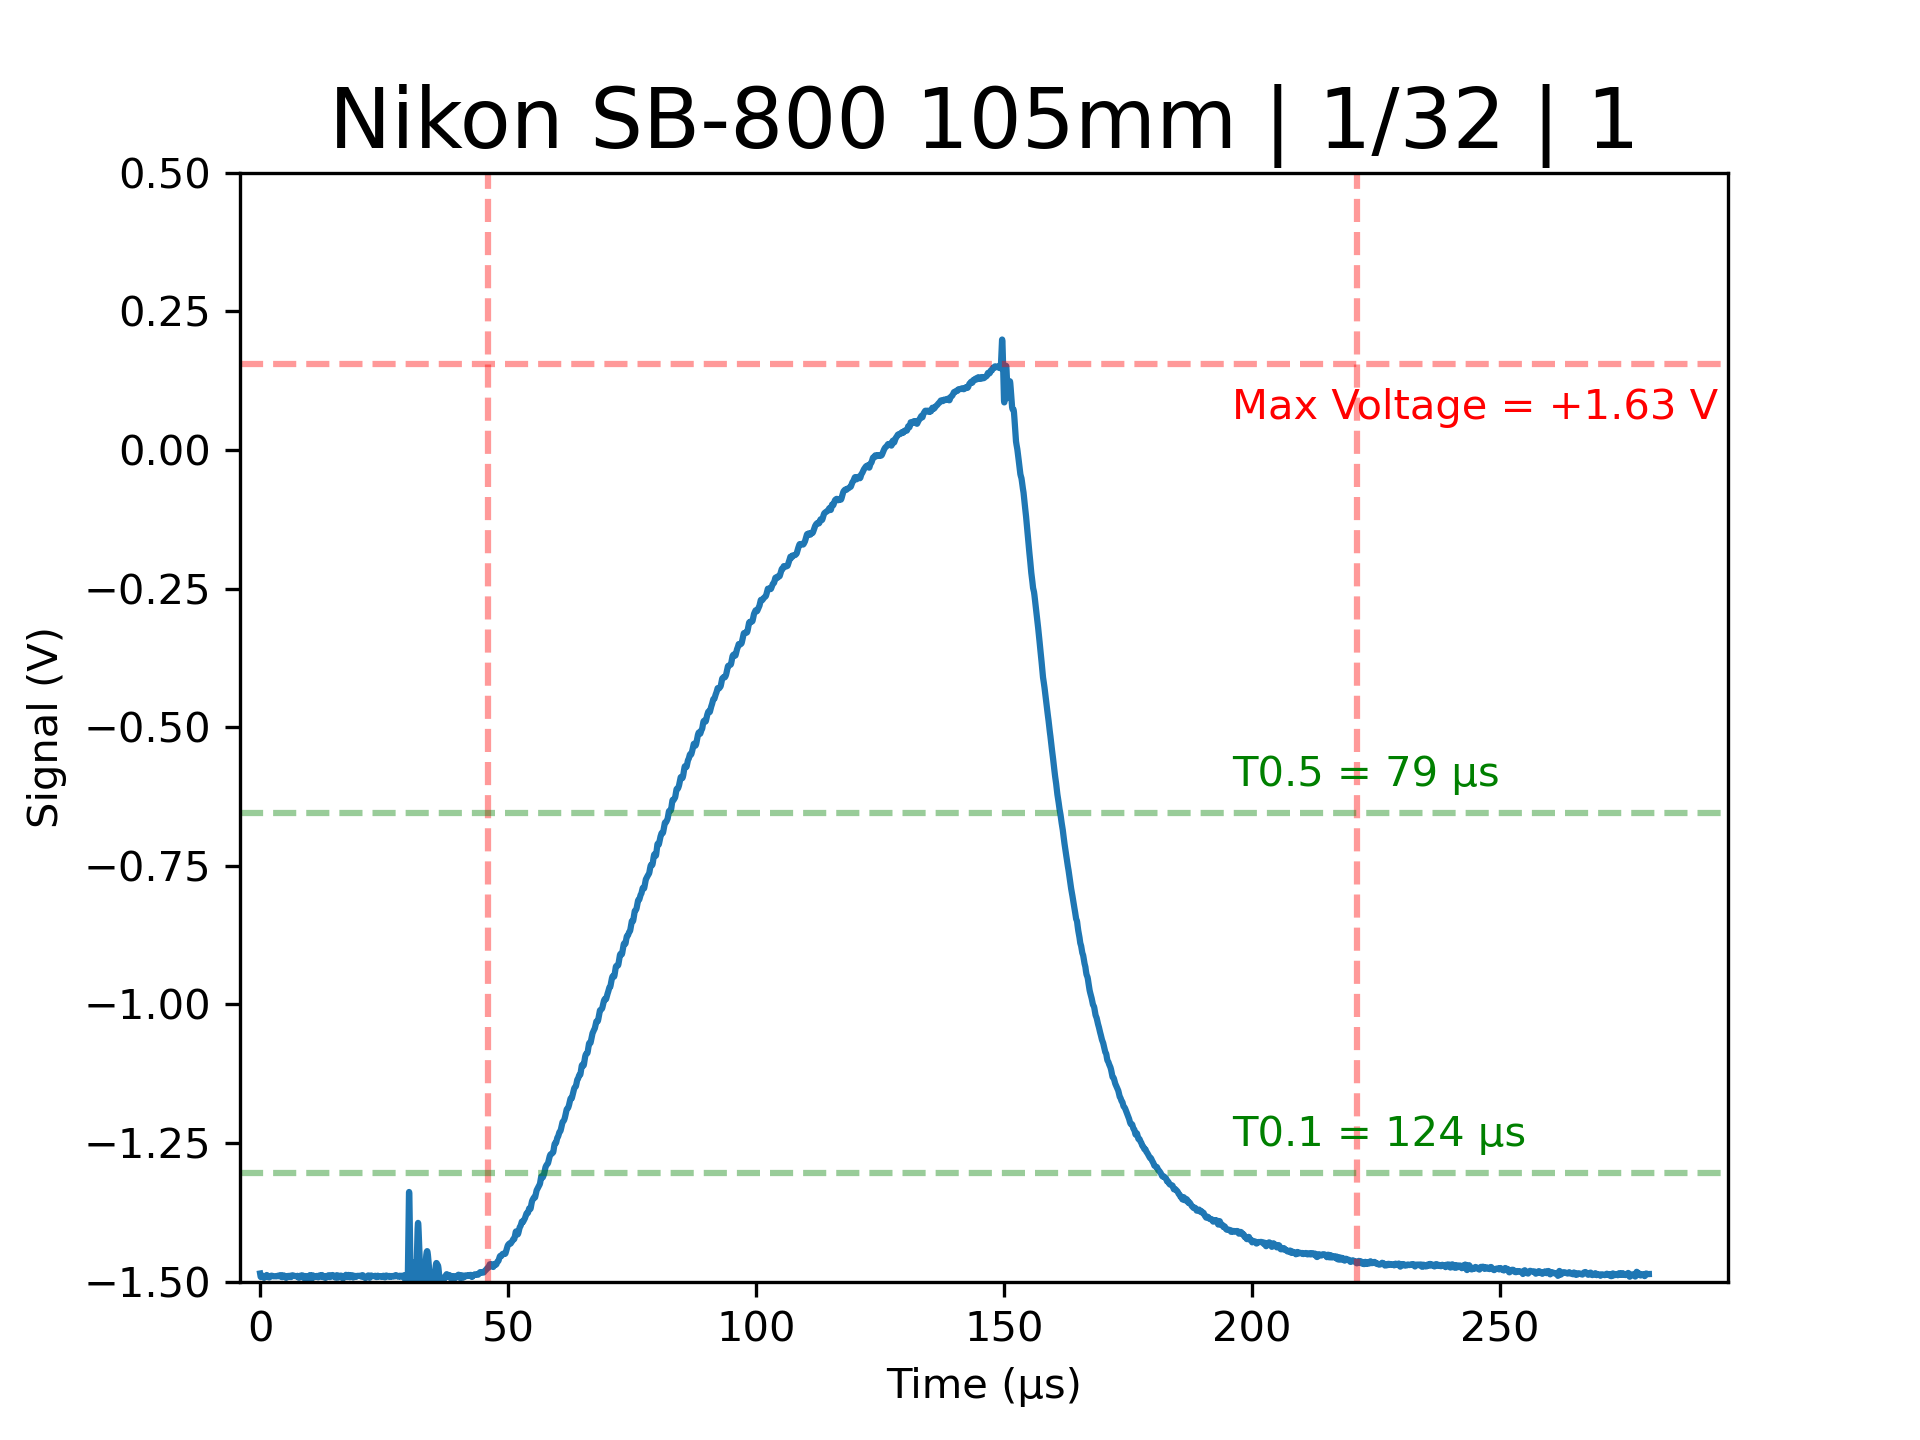 Nikon SB-800 105mm | 1/32 | 1
0.50
0.25
0.00
−0.25
−0.50
−0.75
−1.00
−1.25
−1.50
Signal (V)
Max Voltage = +1.63 V
T0.5 = 79 μs
T0.1 = 124 μs
0 50 100 150 200 250
Time (μs)